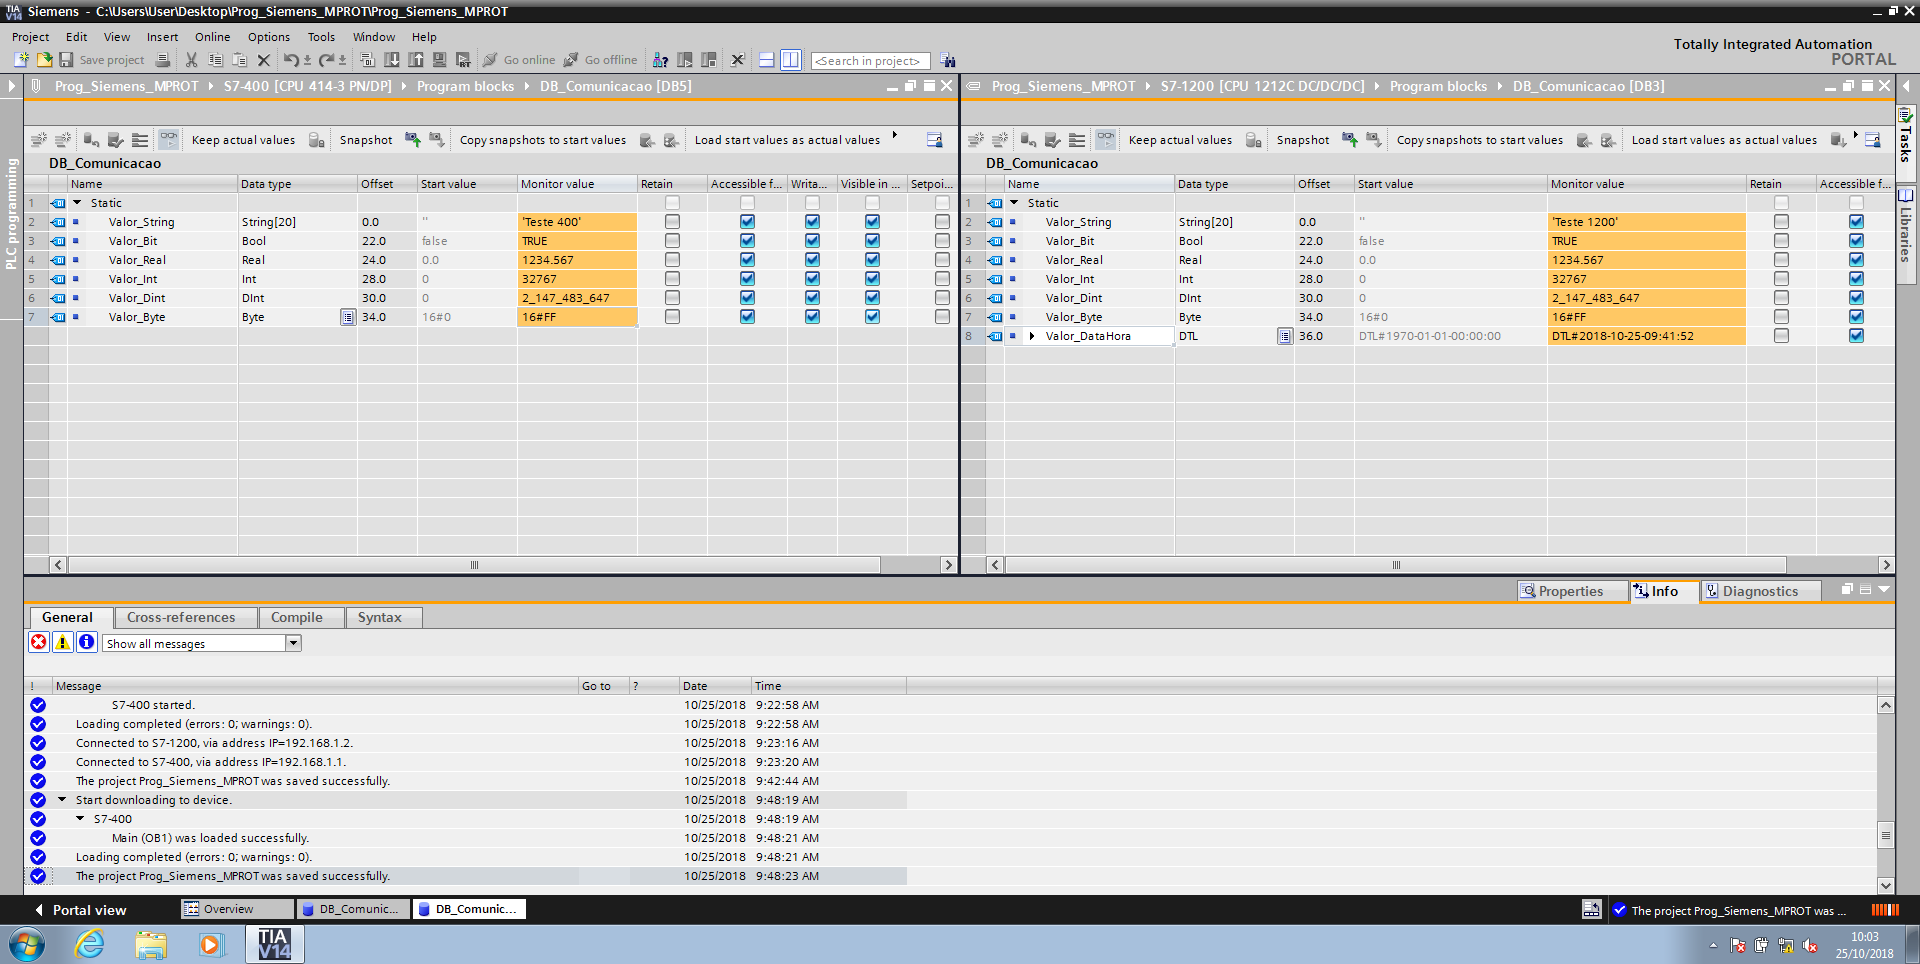 TIA V14 Siemens - C:\Users\User\Desktop\Prog_Siemens_MPROT\Prog_Siemens_MPROT
Project Edit View Insert Online Options Tools Window Help
Totally Integrated Automation
PORTAL
Save project Go online Go offline <Search in project>
Prog_Siemens_MPROT S7-400 [CPU 414-3 PN/DP] Program blocks DB_Comunicacao [DB5]
Keep actual values Snapshot Copy snapshots to start values Load start values as actual values
DB_Comunicacao
Name Data type Offset Start value Monitor value Retain Accessible f... Writa... Visible in ... Setpoi...
1 Static
2 Valor_String String[20] 0.0 '' 'Teste 400'
3 Valor_Bit Bool 22.0 false TRUE
4 Valor_Real Real 24.0 0.0 1234.567
5 Valor_Int Int 28.0 0 32767
6 Valor_Dint DInt 30.0 0 2_147_483_647
7 Valor_Byte Byte 34.0 16#0 16#FF
Prog_Siemens_MPROT S7-1200 [CPU 1212C DC/DC/DC] Program blocks DB_Comunicacao [DB3]
Keep actual values Snapshot Copy snapshots to start values Load start values as actual values
DB_Comunicacao
Name Data type Offset Start value Monitor value Retain Accessible f...
1 Static
2 Valor_String String[20] 0.0 '' 'Teste 1200'
3 Valor_Bit Bool 22.0 false TRUE
4 Valor_Real Real 24.0 0.0 1234.567
5 Valor_Int Int 28.0 0 32767
6 Valor_Dint DInt 30.0 0 2_147_483_647
7 Valor_Byte Byte 34.0 16#0 16#FF
8 Valor_DataHora DTL 36.0 DTL#1970-01-01-00:00:00 DTL#2018-10-25-09:41:52
PLC programming
Tasks
Libraries
Properties Info Diagnostics
General Cross-references Compile Syntax
Show all messages
! Message Go to ? Date Time
S7-400 started. 10/25/2018 9:22:58 AM
Loading completed (errors: 0; warnings: 0). 10/25/2018 9:22:58 AM
Connected to S7-1200, via address IP=192.168.1.2. 10/25/2018 9:23:16 AM
Connected to S7-400, via address IP=192.168.1.1. 10/25/2018 9:23:20 AM
The project Prog_Siemens_MPROT was saved successfully. 10/25/2018 9:42:44 AM
Start downloading to device. 10/25/2018 9:48:19 AM
S7-400 10/25/2018 9:48:19 AM
Main (OB1) was loaded successfully. 10/25/2018 9:48:21 AM
Loading completed (errors: 0; warnings: 0). 10/25/2018 9:48:21 AM
The project Prog_Siemens_MPROT was saved successfully. 10/25/2018 9:48:23 AM
Portal view Overview DB_Comunic... DB_Comunic... The project Prog_Siemens_MPROT was ...
TIA V14
10:03
25/10/2018